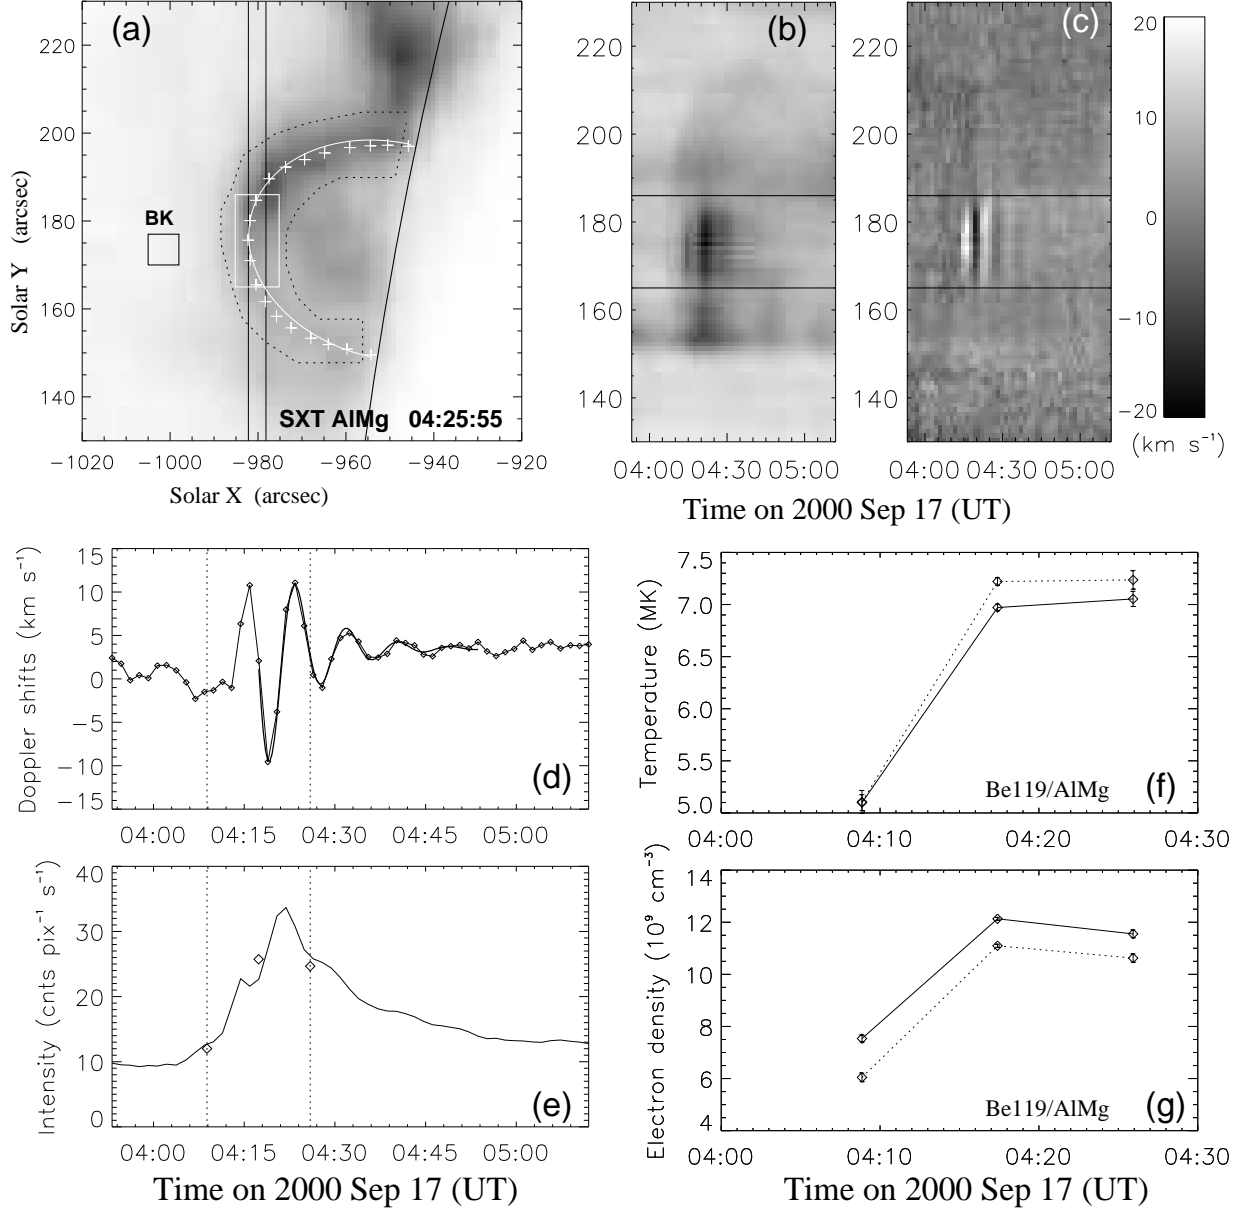 (a)
BK
SXT AlMg 04:25:55
220
200
180
160
140
Solar Y (arcsec)
−1020 −1000 −980 −960 −940 −920
Solar X (arcsec)
(b)
220
200
180
160
140
04:00 04:30 05:00
(c)
220
200
180
160
140
04:00 04:30 05:00
20
10
0
−10
−20
(km s⁻¹)
Time on 2000 Sep 17 (UT)
15
10
5
0
−5
−10
−15
Doppler shifts (km s⁻¹)
(d)
04:00 04:15 04:30 04:45 05:00
40
30
20
10
0
Intensity (cnts pix⁻¹ s⁻¹)
(e)
04:00 04:15 04:30 04:45 05:00
Time on 2000 Sep 17 (UT)
7.5
7.0
6.5
6.0
5.5
5.0
Temperature (MK)
Be119/AlMg
(f)
04:00 04:10 04:20 04:30
14
12
10
8
6
4
Electron density (10⁹ cm⁻³)
Be119/AlMg
(g)
04:00 04:10 04:20 04:30
Time on 2000 Sep 17 (UT)